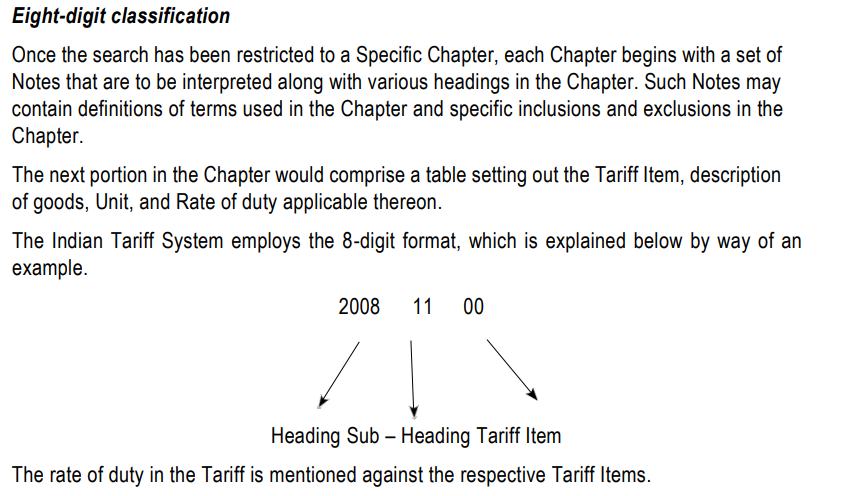 Eight-digit classification
Once the search has been restricted to a Specific Chapter, each Chapter begins with a set of
Notes that are to be interpreted along with various headings in the Chapter. Such Notes may
contain definitions of terms used in the Chapter and specific inclusions and exclusions in the
Chapter.
The next portion in the Chapter would comprise a table setting out the Tariff Item, description
of goods, Unit, and Rate of duty applicable thereon.
The Indian Tariff System employs the 8-digit format, which is explained below by way of an
example.
2008 11 00
Heading Sub – Heading Tariff Item
The rate of duty in the Tariff is mentioned against the respective Tariff Items.